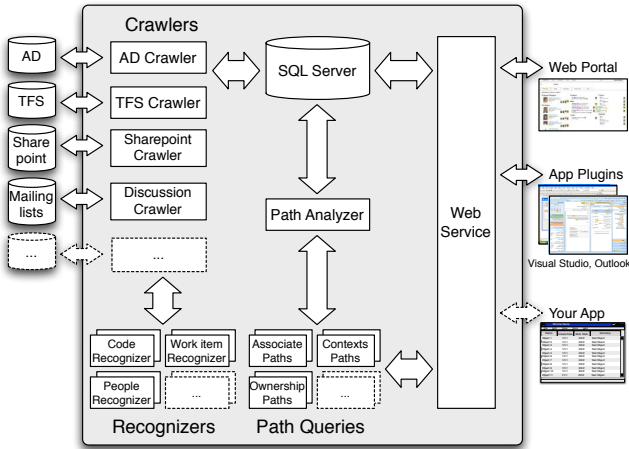 Crawlers
AD
AD Crawler
SQL Server
Web Portal
TFS
TFS Crawler
Share
point
Sharepoint
Crawler
App Plugins
Mailing
lists
Discussion
Crawler
Path Analyzer
Web
Service
Visual Studio, Outlook
...
...
Your App
Code
Recognizer
Work item
Recognizer
Associate
Paths
Contexts
Paths
People
Recognizer
...
Ownership
Paths
...
Recognizers
Path Queries